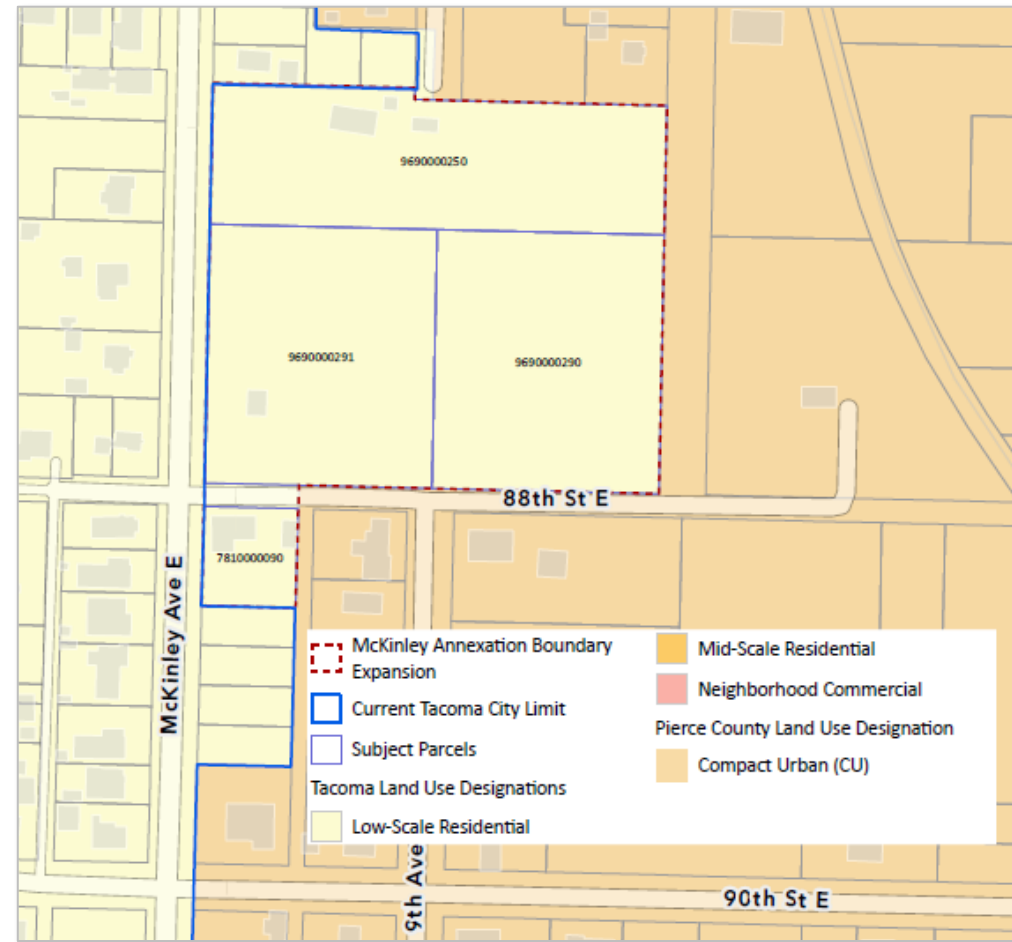 9690000250
9690000291
9690000290
88th St E
7810000090
McKinley Ave E
McKinley Annexation Boundary
Expansion
Current Tacoma City Limit
Subject Parcels
Tacoma Land Use Designations
Low-Scale Residential
Mid-Scale Residential
Neighborhood Commercial
Pierce County Land Use Designation
Compact Urban (CU)
9th Ave
90th St E